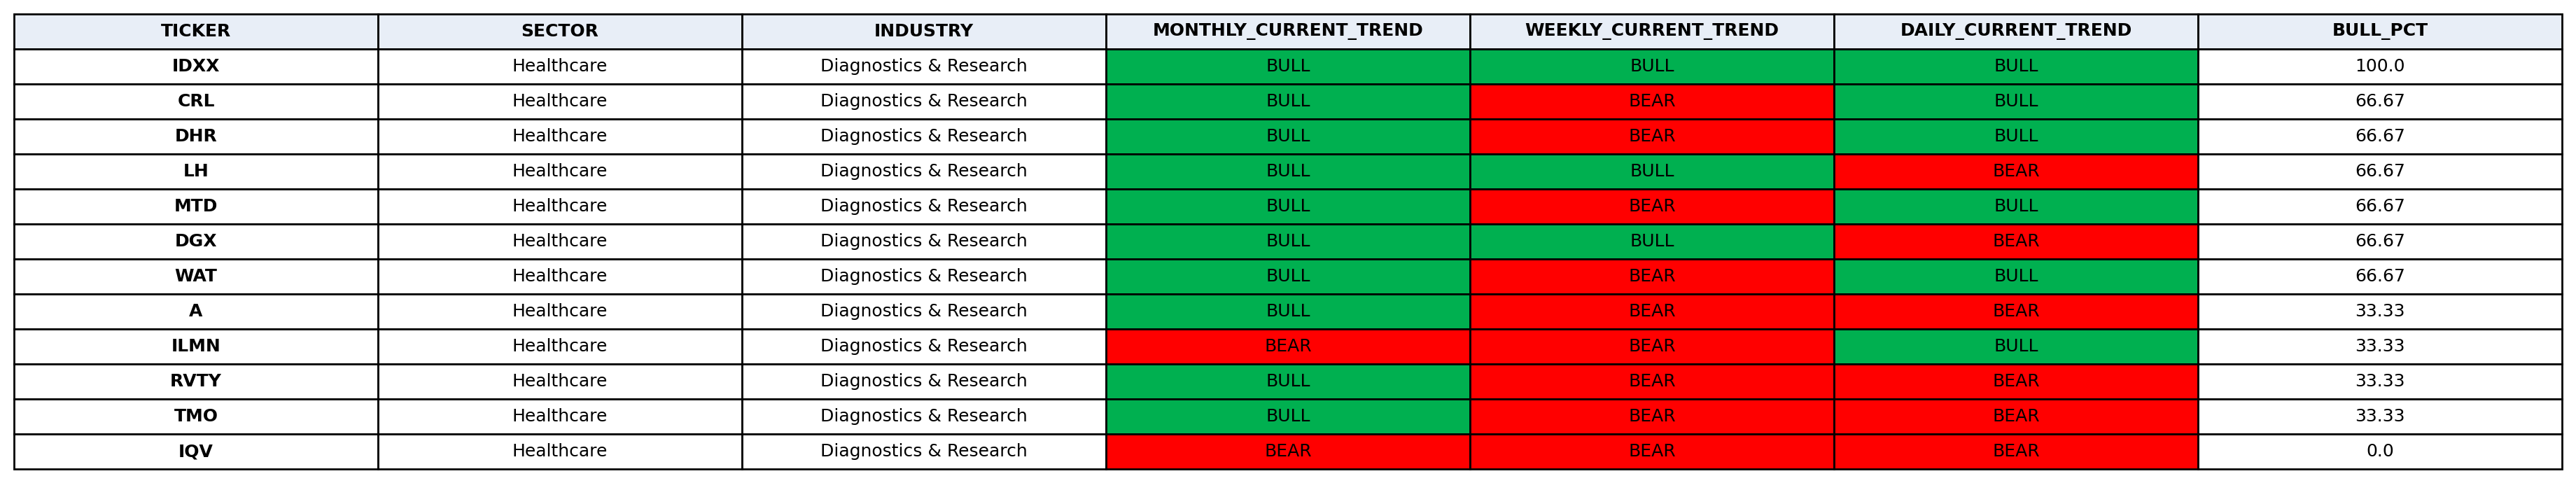 TICKER SECTOR INDUSTRY MONTHLY_CURRENT_TREND WEEKLY_CURRENT_TREND DAILY_CURRENT_TREND BULL_PCT
IDXX Healthcare Diagnostics & Research BULL BULL BULL 100.0
CRL Healthcare Diagnostics & Research BULL BEAR BULL 66.67
DHR Healthcare Diagnostics & Research BULL BEAR BULL 66.67
LH Healthcare Diagnostics & Research BULL BULL BEAR 66.67
MTD Healthcare Diagnostics & Research BULL BEAR BULL 66.67
DGX Healthcare Diagnostics & Research BULL BULL BEAR 66.67
WAT Healthcare Diagnostics & Research BULL BEAR BULL 66.67
A Healthcare Diagnostics & Research BULL BEAR BEAR 33.33
ILMN Healthcare Diagnostics & Research BEAR BEAR BULL 33.33
RVTY Healthcare Diagnostics & Research BULL BEAR BEAR 33.33
TMO Healthcare Diagnostics & Research BULL BEAR BEAR 33.33
IQV Healthcare Diagnostics & Research BEAR BEAR BEAR 0.0